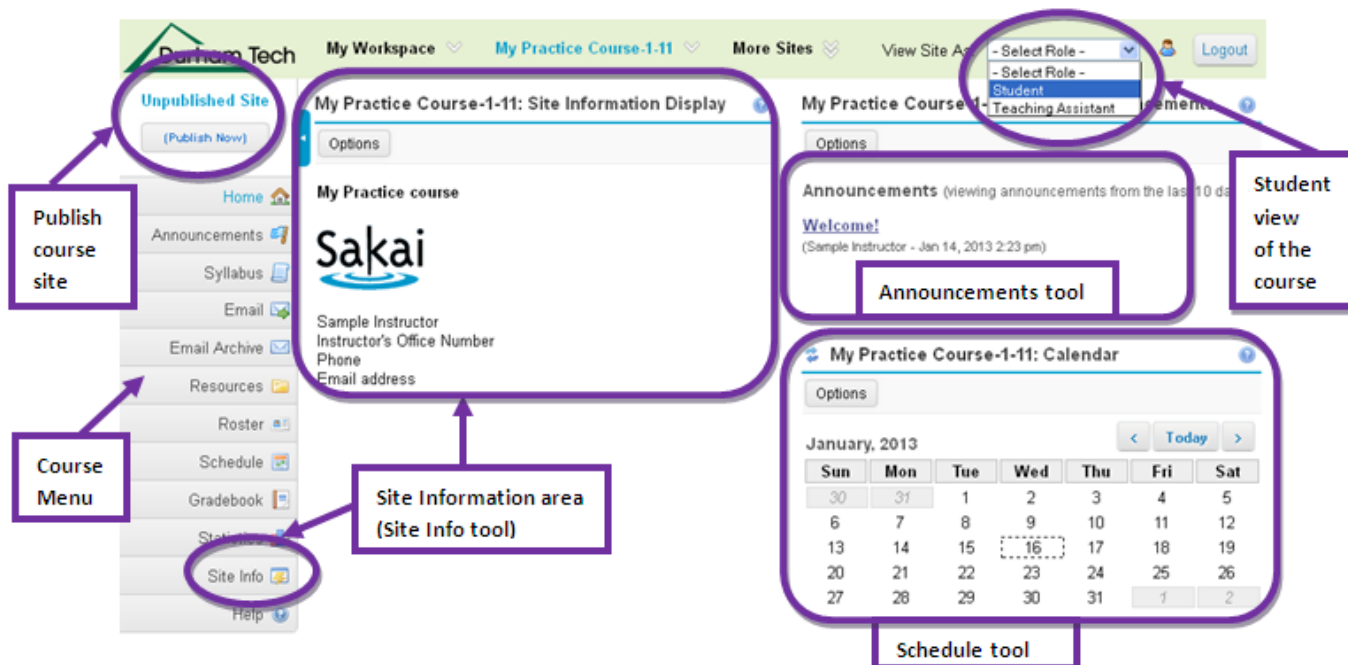 Durham Tech
My Workspace
My Practice Course-1-11
More Sites
View Site As
- Select Role -
Logout
- Select Role -
Student
Teaching Assistant
Unpublished Site
(Publish Now)
Publish
course
site
Home
Announcements
Syllabus
Email
Email Archive
Resources
Roster
Schedule
Gradebook
Statistics
Site Info
Help
Course
Menu
My Practice Course-1-11: Site Information Display
Options
My Practice course
Sakai
Sample Instructor
Instructor's Office Number
Phone
Email address
Site Information area
(Site Info tool)
My Practice Course-1-
Options
Announcements (viewing announcements from the last 10
Welcome!
(Sample Instructor - Jan 14, 2013 2:23 pm)
Announcements tool
Student
view
of the
course
My Practice Course-1-11: Calendar
Options
January, 2013
< Today >
Sun Mon Tue Wed Thu Fri Sat
30 31 1 2 3 4 5
6 7 8 9 10 11 12
13 14 15 16 17 18 19
20 21 22 23 24 25 26
27 28 29 30 31 1 2
Schedule tool